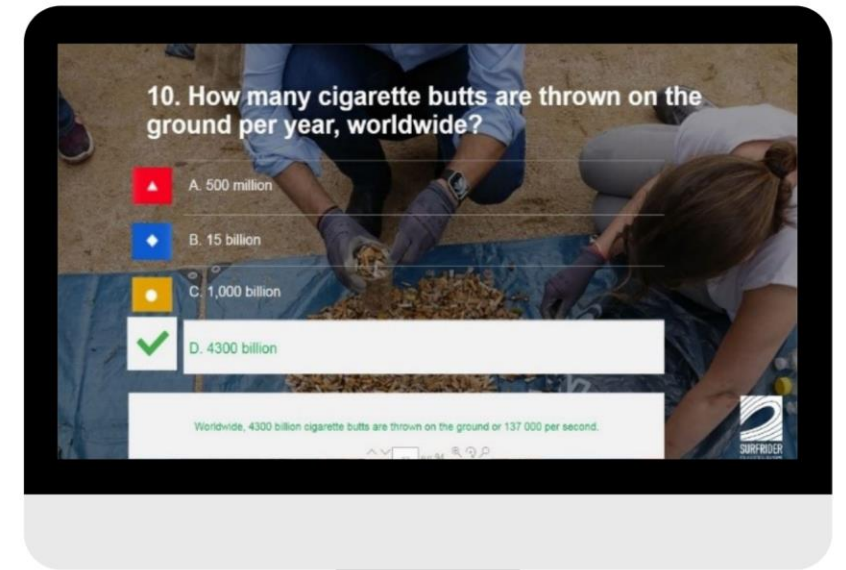 10. How many cigarette butts are thrown on the
ground per year, worldwide?
A. 500 million
B. 15 billion
C. 1,000 billion
D. 4300 billion
Worldwide, 4300 billion cigarette butts are thrown on the ground or 137 000 per second.
SURFRIDER